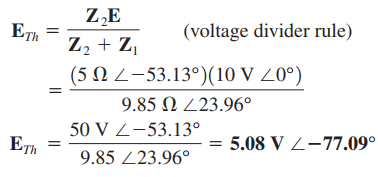 E_Th = Z₂E / (Z₂ + Z₁) (voltage divider rule)
= (5 Ω ∠−53.13°)(10 V ∠0°) / 9.85 Ω ∠23.96°
E_Th = 50 V ∠−53.13° / 9.85 ∠23.96° = 5.08 V ∠−77.09°